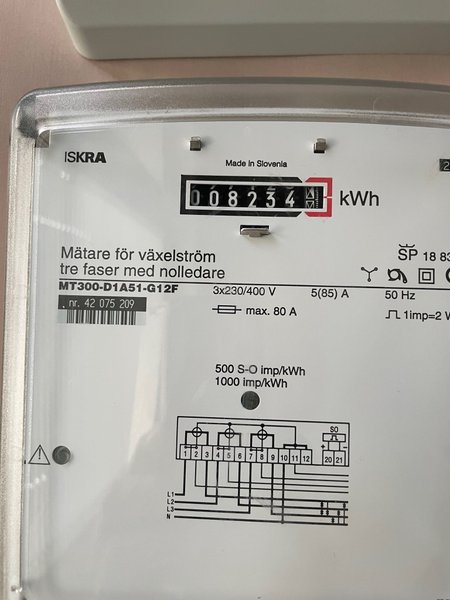 ISKRA
Made in Slovenia
008234 kWh
2
Mätare för växelström
tre faser med nolledare
SP 18 83
MT300-D1A51-G12F
3x230/400 V
5(85) A
50 Hz
nr. 42 075 209
max. 80 A
1imp=2 W
500 S-O imp/kWh
1000 imp/kWh
SO
+
-
1 2 3 4 5 6 7 8 9 10 11 12
20 21
L1
L2
L3
N